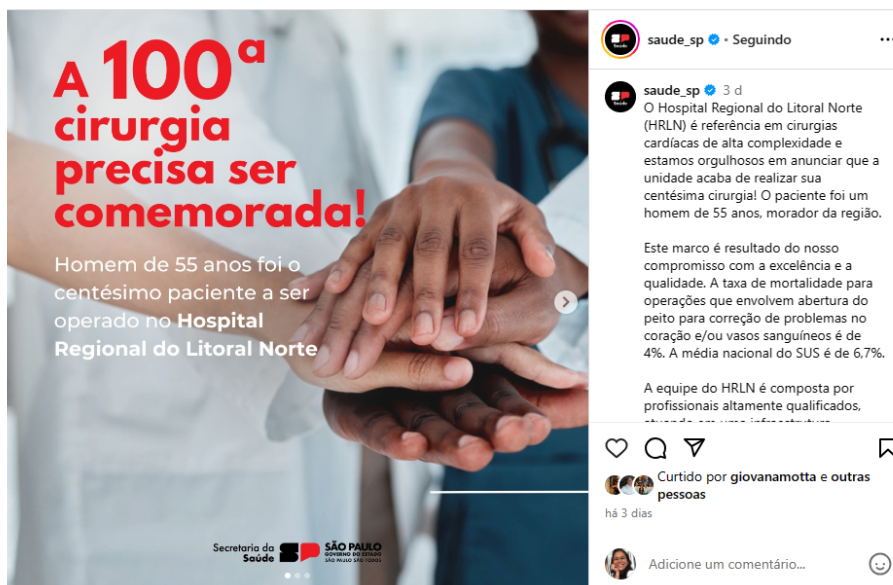 A 100ª
cirurgia
precisa ser
comemorada!
Homem de 55 anos foi o
centésimo paciente a ser
operado no Hospital
Regional do Litoral Norte
Secretaria da
Saúde
SP
SÃO PAULO
GOVERNO DO ESTADO
SÃO PAULO SÃO TODOS
saude_sp • Seguindo
saude_sp 3 d
O Hospital Regional do Litoral Norte
(HRLN) é referência em cirurgias
cardíacas de alta complexidade e
estamos orgulhosos em anunciar que a
unidade acaba de realizar sua
centésima cirurgia! O paciente foi um
homem de 55 anos, morador da região.
Este marco é resultado do nosso
compromisso com a excelência e a
qualidade. A taxa de mortalidade para
operações que envolvem abertura do
peito para correção de problemas no
coração e/ou vasos sanguíneos é de
4%. A média nacional do SUS é de 6,7%.
A equipe do HRLN é composta por
profissionais altamente qualificados,
Curtido por giovanamotta e outras
pessoas
há 3 dias
Adicione um comentário...